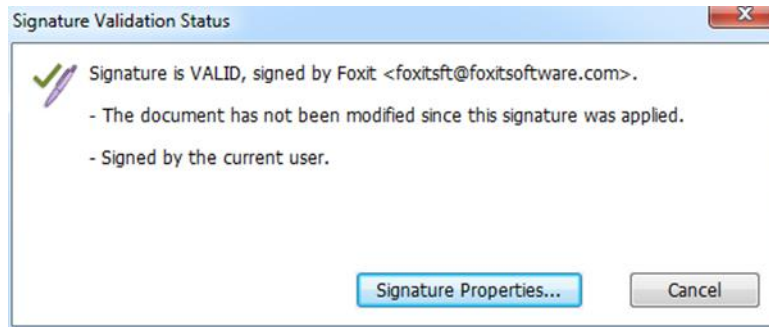 Signature Validation Status
Signature is VALID, signed by Foxit <foxitsft@foxitsoftware.com>.
- The document has not been modified since this signature was applied.
- Signed by the current user.
Signature Properties... Cancel